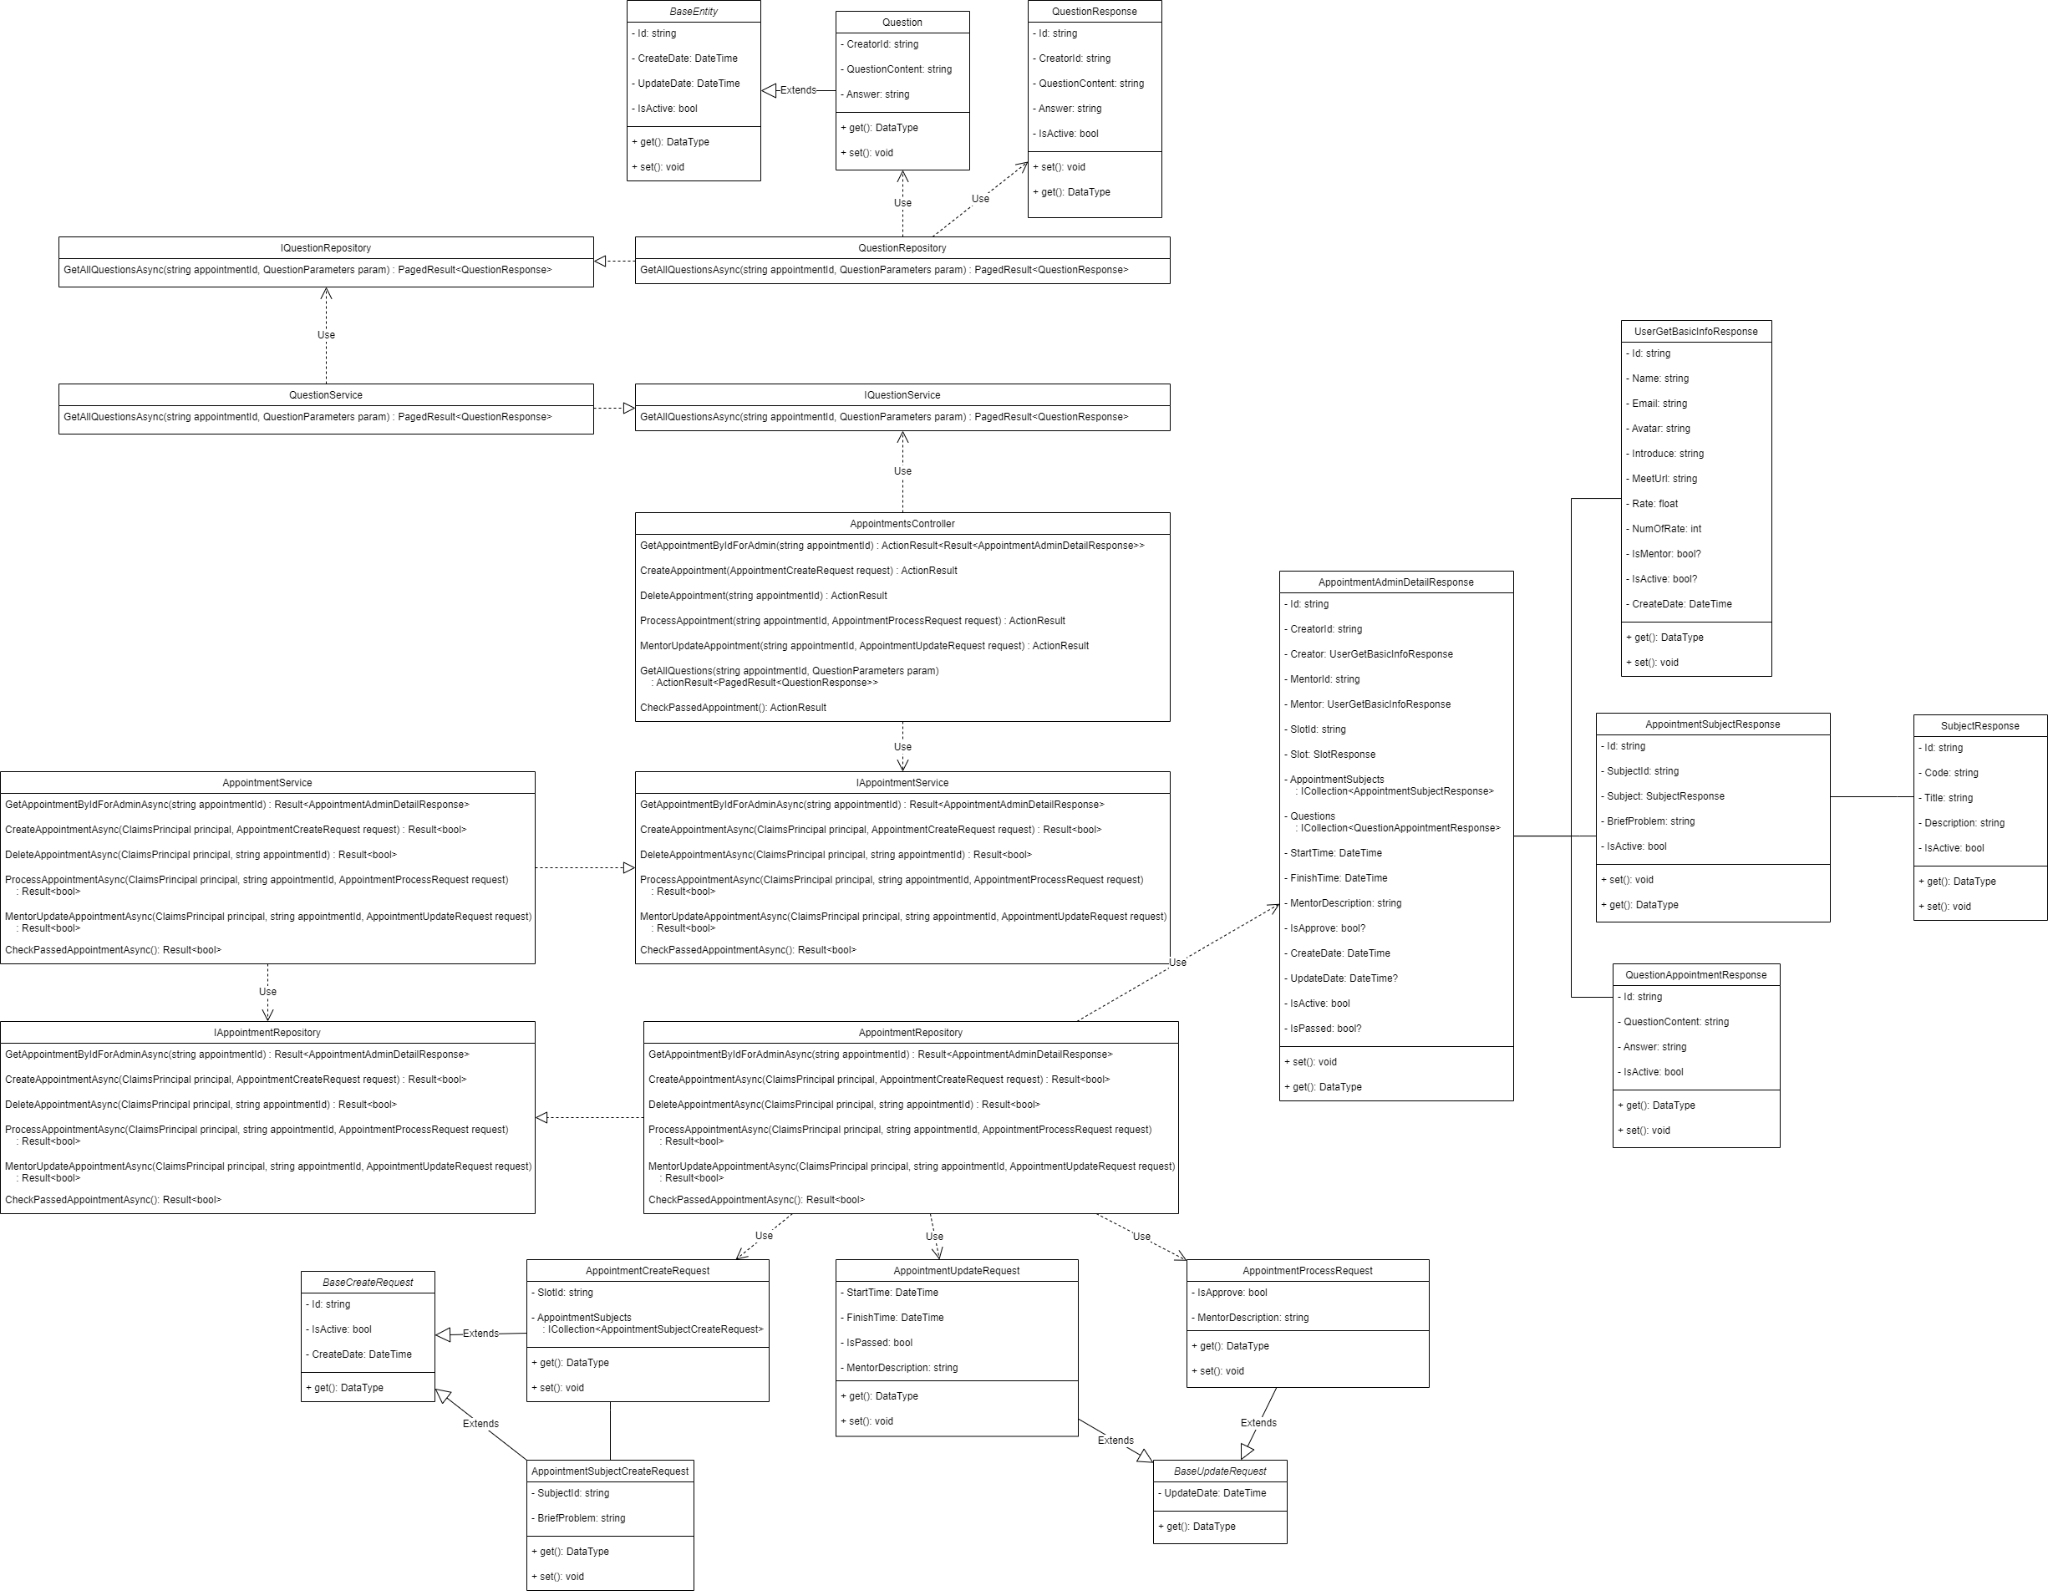 BaseEntity
- Id: string
- CreateDate: DateTime
- UpdateDate: DateTime
- IsActive: bool
+ get(): DataType
+ set(): void
Extends
Question
- CreatorId: string
- QuestionContent: string
- Answer: string
+ get(): DataType
+ set(): void
QuestionResponse
- Id: string
- CreatorId: string
- QuestionContent: string
- Answer: string
- IsActive: bool
+ set(): void
+ get(): DataType
Use
Use
IQuestionRepository
GetAllQuestionsAsync(string appointmentId, QuestionParameters param) : PagedResult<QuestionResponse>
QuestionRepository
GetAllQuestionsAsync(string appointmentId, QuestionParameters param) : PagedResult<QuestionResponse>
Use
QuestionService
GetAllQuestionsAsync(string appointmentId, QuestionParameters param) : PagedResult<QuestionResponse>
IQuestionService
GetAllQuestionsAsync(string appointmentId, QuestionParameters param) : PagedResult<QuestionResponse>
Use
AppointmentsController
GetAppointmentByIdForAdmin(string appointmentId) : ActionResult<Result<AppointmentAdminDetailResponse>>
CreateAppointment(AppointmentCreateRequest request) : ActionResult
DeleteAppointment(string appointmentId) : ActionResult
ProcessAppointment(string appointmentId, AppointmentProcessRequest request) : ActionResult
MentorUpdateAppointment(string appointmentId, AppointmentUpdateRequest request) : ActionResult
GetAllQuestions(string appointmentId, QuestionParameters param)
: ActionResult<PagedResult<QuestionResponse>>
CheckPassedAppointment(): ActionResult
Use
AppointmentService
GetAppointmentByIdForAdminAsync(string appointmentId) : Result<AppointmentAdminDetailResponse>
CreateAppointmentAsync(ClaimsPrincipal principal, AppointmentCreateRequest request) : Result<bool>
DeleteAppointmentAsync(ClaimsPrincipal principal, string appointmentId) : Result<bool>
ProcessAppointmentAsync(ClaimsPrincipal principal, string appointmentId, AppointmentProcessRequest request)
: Result<bool>
MentorUpdateAppointmentAsync(ClaimsPrincipal principal, string appointmentId, AppointmentUpdateRequest request)
: Result<bool>
CheckPassedAppointmentAsync(): Result<bool>
IAppointmentService
GetAppointmentByIdForAdminAsync(string appointmentId) : Result<AppointmentAdminDetailResponse>
CreateAppointmentAsync(ClaimsPrincipal principal, AppointmentCreateRequest request) : Result<bool>
DeleteAppointmentAsync(ClaimsPrincipal principal, string appointmentId) : Result<bool>
ProcessAppointmentAsync(ClaimsPrincipal principal, string appointmentId, AppointmentProcessRequest request)
: Result<bool>
MentorUpdateAppointmentAsync(ClaimsPrincipal principal, string appointmentId, AppointmentUpdateRequest request)
: Result<bool>
CheckPassedAppointmentAsync(): Result<bool>
Use
Use
IAppointmentRepository
GetAppointmentByIdForAdminAsync(string appointmentId) : Result<AppointmentAdminDetailResponse>
CreateAppointmentAsync(ClaimsPrincipal principal, AppointmentCreateRequest request) : Result<bool>
DeleteAppointmentAsync(ClaimsPrincipal principal, string appointmentId) : Result<bool>
ProcessAppointmentAsync(ClaimsPrincipal principal, string appointmentId, AppointmentProcessRequest request)
: Result<bool>
MentorUpdateAppointmentAsync(ClaimsPrincipal principal, string appointmentId, AppointmentUpdateRequest request)
: Result<bool>
CheckPassedAppointmentAsync(): Result<bool>
AppointmentRepository
GetAppointmentByIdForAdminAsync(string appointmentId) : Result<AppointmentAdminDetailResponse>
CreateAppointmentAsync(ClaimsPrincipal principal, AppointmentCreateRequest request) : Result<bool>
DeleteAppointmentAsync(ClaimsPrincipal principal, string appointmentId) : Result<bool>
ProcessAppointmentAsync(ClaimsPrincipal principal, string appointmentId, AppointmentProcessRequest request)
: Result<bool>
MentorUpdateAppointmentAsync(ClaimsPrincipal principal, string appointmentId, AppointmentUpdateRequest request)
: Result<bool>
CheckPassedAppointmentAsync(): Result<bool>
AppointmentAdminDetailResponse
- Id: string
- CreatorId: string
- Creator: UserGetBasicInfoResponse
- MentorId: string
- Mentor: UserGetBasicInfoResponse
- SlotId: string
- Slot: SlotResponse
- AppointmentSubjects
: ICollection<AppointmentSubjectResponse>
- Questions
: ICollection<QuestionAppointmentResponse>
- StartTime: DateTime
- FinishTime: DateTime
- MentorDescription: string
- IsApprove: bool?
- CreateDate: DateTime
- UpdateDate: DateTime?
- IsActive: bool
- IsPassed: bool?
+ set(): void
+ get(): DataType
UserGetBasicInfoResponse
- Id: string
- Name: string
- Email: string
- Avatar: string
- Introduce: string
- MeetUrl: string
- Rate: float
- NumOfRate: int
- IsMentor: bool?
- IsActive: bool?
- CreateDate: DateTime
+ get(): DataType
+ set(): void
AppointmentSubjectResponse
- Id: string
- SubjectId: string
- Subject: SubjectResponse
- BriefProblem: string
- IsActive: bool
+ set(): void
+ get(): DataType
SubjectResponse
- Id: string
- Code: string
- Title: string
- Description: string
- IsActive: bool
+ get(): DataType
+ set(): void
QuestionAppointmentResponse
- Id: string
- QuestionContent: string
- Answer: string
- IsActive: bool
+ get(): DataType
+ set(): void
Use
Use
Use
BaseCreateRequest
- Id: string
- IsActive: bool
- CreateDate: DateTime
+ get(): DataType
Extends
AppointmentCreateRequest
- SlotId: string
- AppointmentSubjects
: ICollection<AppointmentSubjectCreateRequest>
+ get(): DataType
+ set(): void
AppointmentUpdateRequest
- StartTime: DateTime
- FinishTime: DateTime
- IsPassed: bool
- MentorDescription: string
+ get(): DataType
+ set(): void
AppointmentProcessRequest
- IsApprove: bool
- MentorDescription: string
+ get(): DataType
+ set(): void
Extends
Extends
Extends
AppointmentSubjectCreateRequest
- SubjectId: string
- BriefProblem: string
+ get(): DataType
+ set(): void
BaseUpdateRequest
- UpdateDate: DateTime
+ get(): DataType